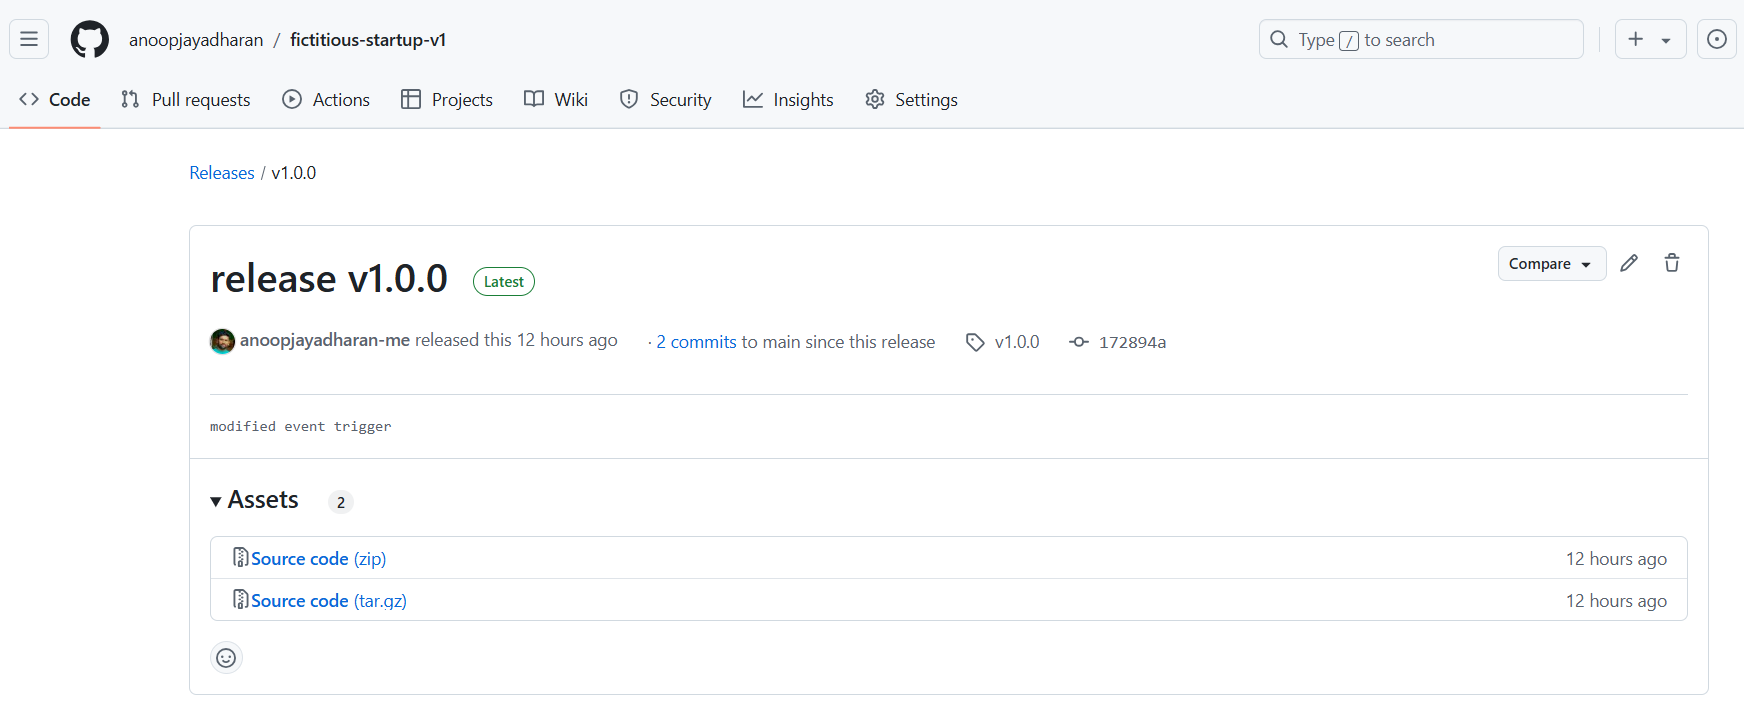 anoopjayadharan / fictitious-startup-v1
Type / to search
Code Pull requests Actions Projects Wiki Security Insights Settings
Releases / v1.0.0
release v1.0.0 Latest
Compare
anoopjayadharan-me released this 12 hours ago · 2 commits to main since this release v1.0.0 172894a
modified event trigger
Assets 2
Source code (zip) 12 hours ago
Source code (tar.gz) 12 hours ago